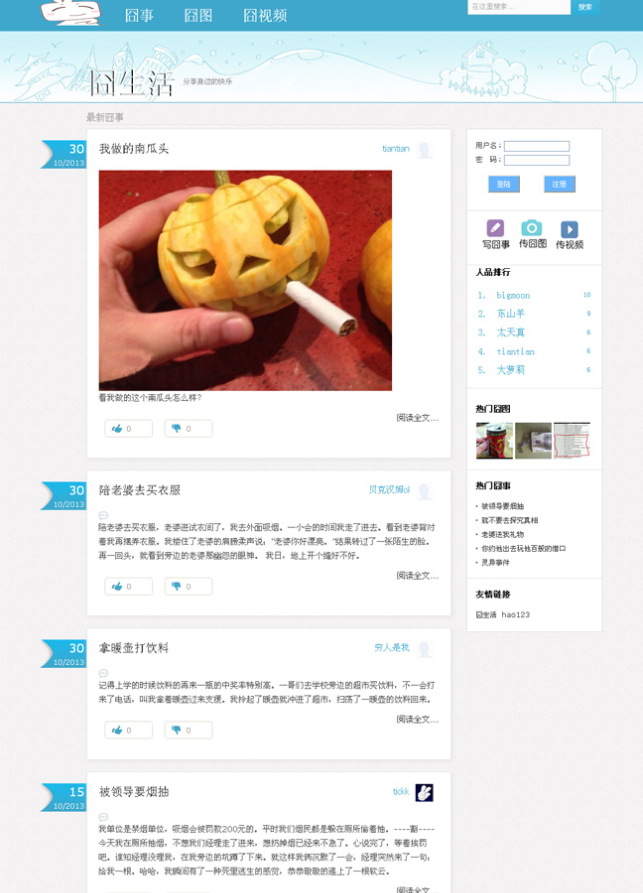 囧事 囧图 囧视频
在这里搜索... 搜索
囧生活 分享身边的快乐
最新囧事
30
10/2013
我做的南瓜头 tiantian
看我做的这个南瓜头怎么样?
阅读全文...
0 0
30
10/2013
陪老婆去买衣服 贝克汉姆ol
陪老婆去买衣服，老婆进试衣间了，我去外面吸烟。一个会的时间我走了进去。看到老婆背对
着我再摆弄衣服。我搂住了老婆的肩膀柔声说，"老婆你好漂亮。"结果转过了一张陌生的脸。
再一回头，就看到旁边的老婆那幽怨的眼神。 我日，地上开个缝好不好。
阅读全文...
0 0
30
10/2013
拿暖壶打饮料 穷人是我
记得上学的时候饮料的再来一瓶的中奖率特别高。一哥们去学校旁边的超市买饮料，不一会打
来了电话，叫我拿着暖壶过来支援。我拎起了暖壶就冲进了超市，扫荡了一暖壶的饮料回来。
阅读全文...
0 0
15
10/2013
被领导要烟抽 tickk
我单位是禁烟单位，吸烟会被罚款200元的。平时我们烟民都是躲在厕所偷着抽。----割----
今天我在厕所抽烟，不想我们经理走了进来，想扔掉烟已经来不急了。心说完了，等着挨罚
吧。谁知经理没理我，在我旁边的坑蹲了下来。就这样我俩沉默了一会，经理突然来了一句，
给我一根。哈哈，我瞬间有了一种死里逃生的感觉，恭恭敬敬的递上了一根软云。
阅读全文...
用户名:
密 码:
登陆 注册
写囧事 传囧图 传视频
人品排行
1. bigmoon 10
2. 东山羊 9
3. 太天真 6
4. tiantian 6
5. 大萝莉 6
热门囧图
热门囧事
• 被领导要烟抽
• 就不要去探究真相
• 老婆送我礼物
• 你约他出去玩他百般的借口
• 灵异事件
友情链接
囧生活 hao123